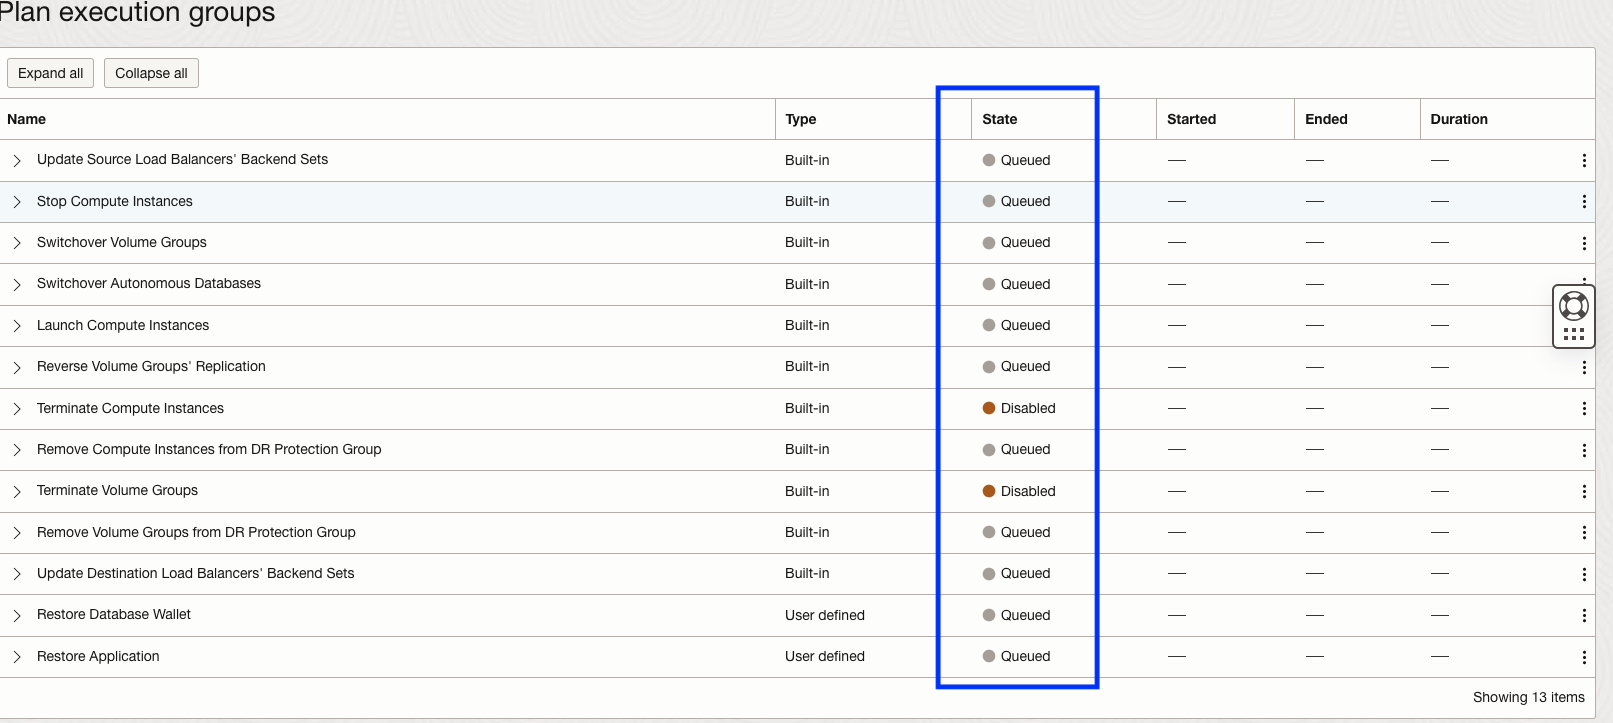 Plan execution groups
Expand all Collapse all
Name Type State Started Ended Duration
Update Source Load Balancers' Backend Sets Built-in Queued — — —
Stop Compute Instances Built-in Queued — — —
Switchover Volume Groups Built-in Queued — — —
Switchover Autonomous Databases Built-in Queued — — —
Launch Compute Instances Built-in Queued — — —
Reverse Volume Groups' Replication Built-in Queued — — —
Terminate Compute Instances Built-in Disabled — — —
Remove Compute Instances from DR Protection Group Built-in Queued — — —
Terminate Volume Groups Built-in Disabled — — —
Remove Volume Groups from DR Protection Group Built-in Queued — — —
Update Destination Load Balancers' Backend Sets Built-in Queued — — —
Restore Database Wallet User defined Queued — — —
Restore Application User defined Queued — — —
Showing 13 items